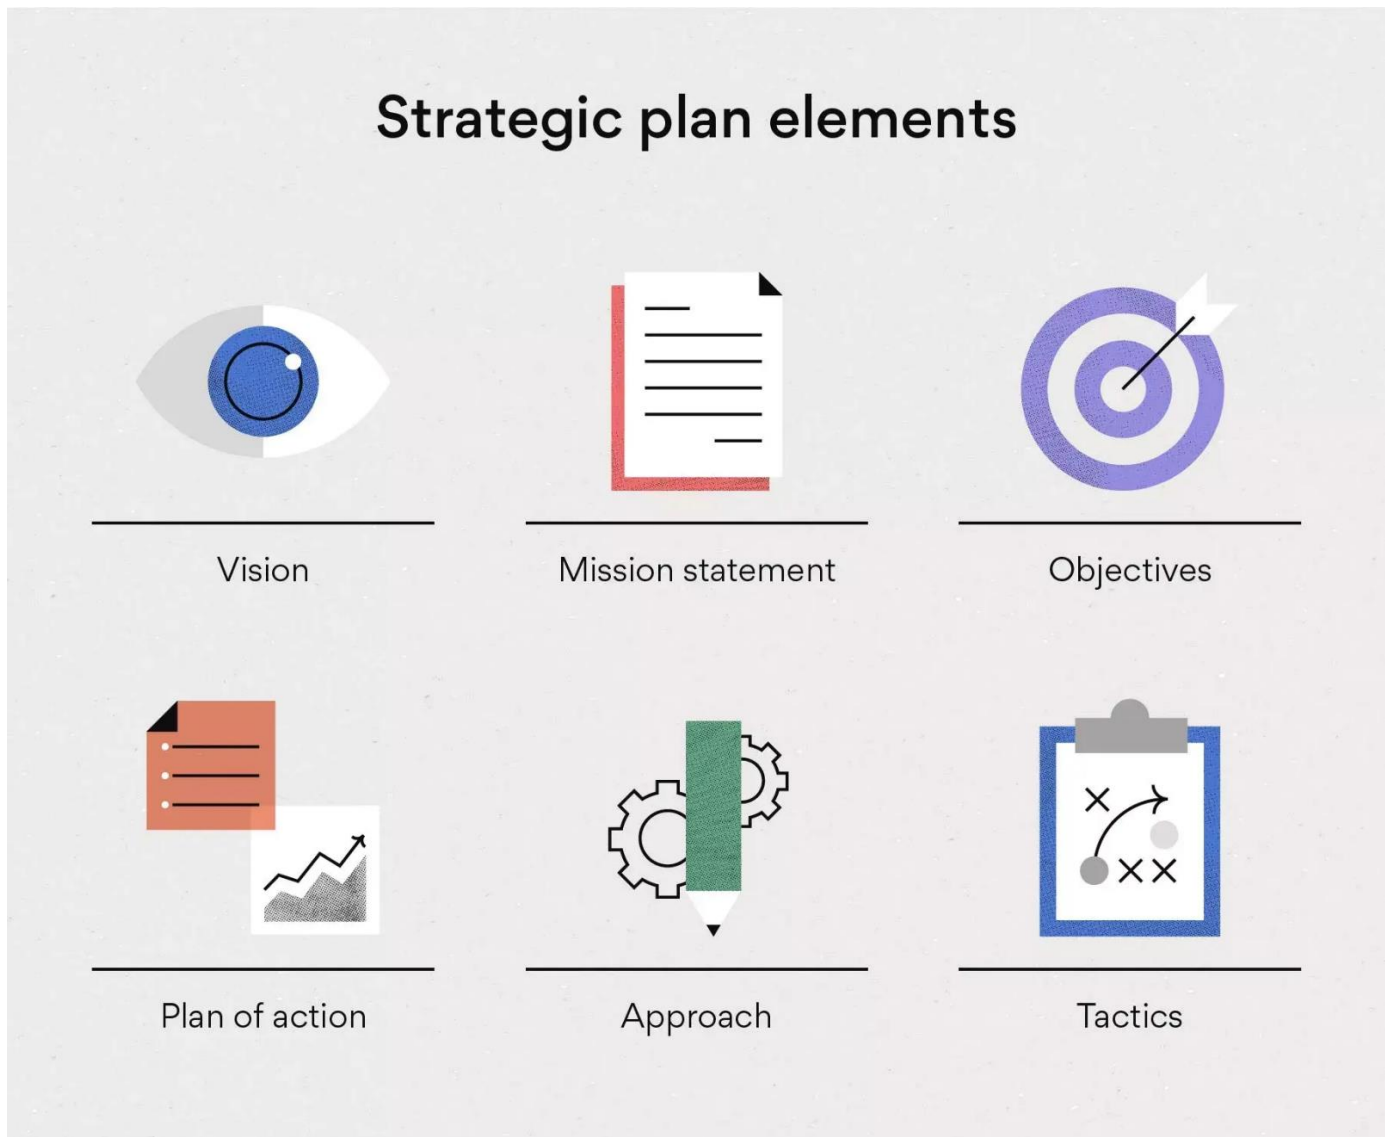 Strategic plan elements
Vision
Mission statement
Objectives
Plan of action
Approach
Tactics